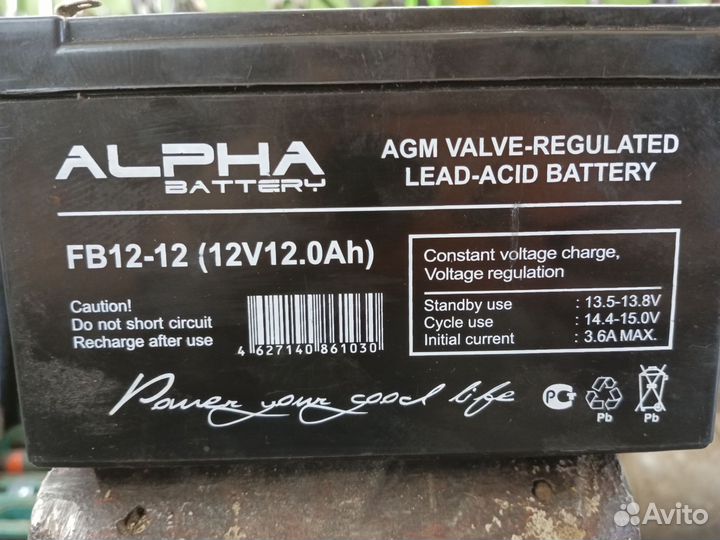 ALPHA
BATTERY
AGM VALVE-REGULATED
LEAD-ACID BATTERY
FB12-12 (12V12.0Ah)
Caution!
Do not short circuit
Recharge after use
4 627140 861030
Constant voltage charge,
Voltage regulation
Standby use : 13.5-13.8V
Cycle use : 14.4-15.0V
Initial current : 3.6A MAX.
Power your good life
РСТ
Pb
Pb
Avito